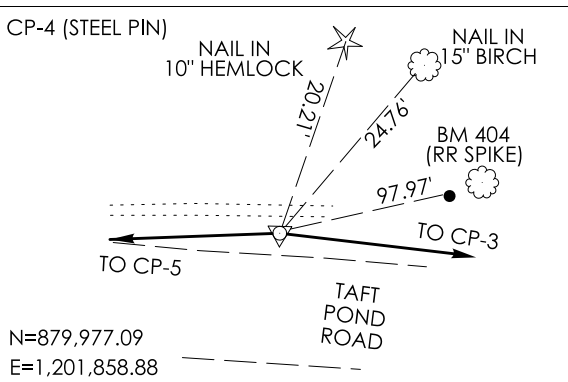 CP-4 (STEEL PIN)
NAIL IN
10" HEMLOCK
NAIL IN
15" BIRCH
20.21'
24.76'
BM 404
(RR SPIKE)
97.97'
TO CP-3
TO CP-5
TAFT
POND
ROAD
N=879,977.09
E=1,201,858.88